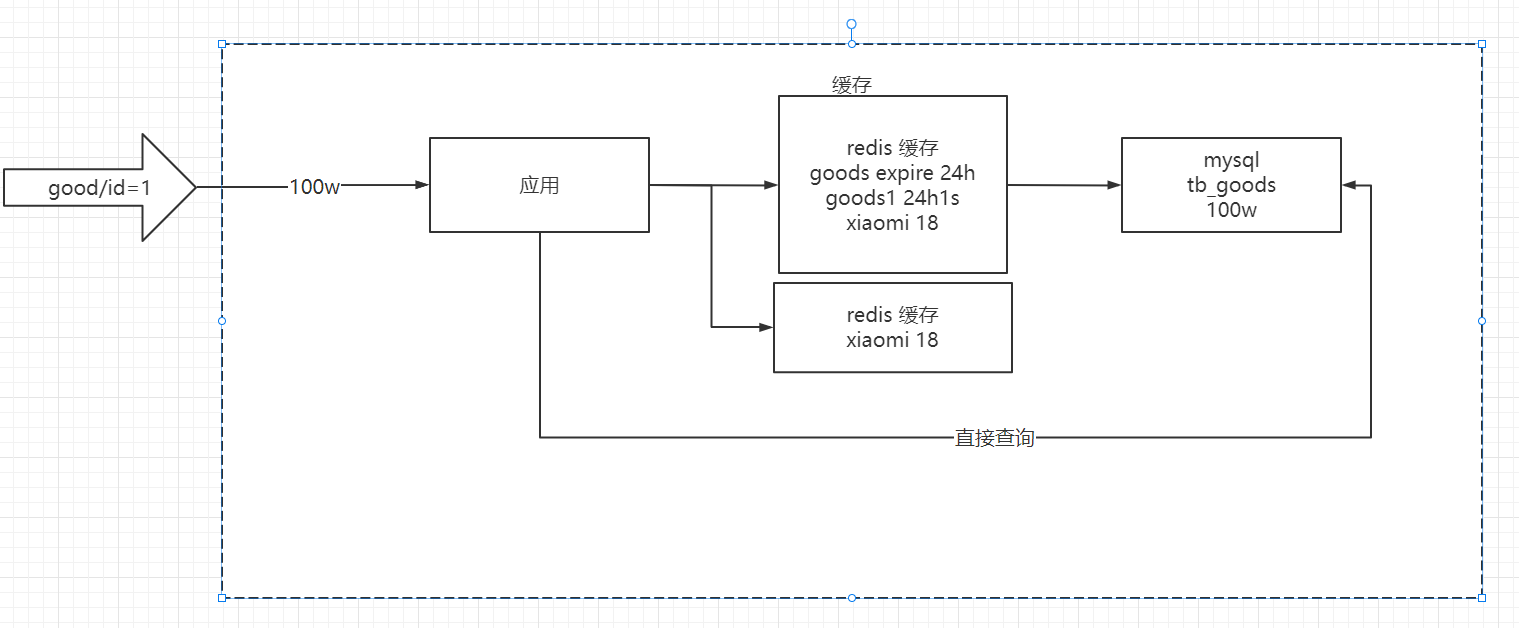 缓存
good/id=1
100w
应用
redis 缓存
goods expire 24h
goods1 24h1s
xiaomi 18
mysql
tb_goods
100w
redis 缓存
xiaomi 18
直接查询